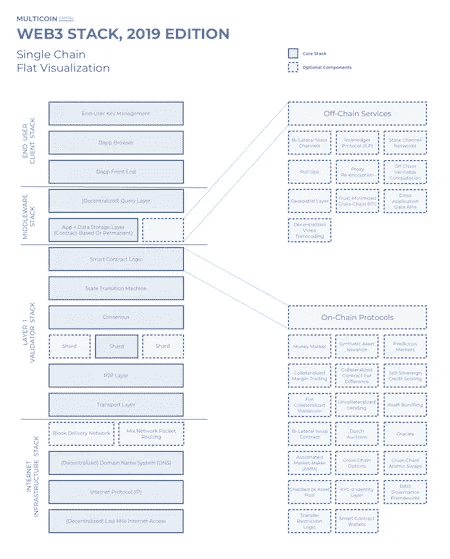 MULTICOIN CAPITAL
WEB3 STACK, 2019 EDITION
Single Chain
Flat Visualization
Core Stack
Optional Components
END USER
CLIENT STACK
End-User Key Management
Dapp Browser
Dapp Front End
MIDDLEWARE
STACK
(Decentralized) Query Layer
App + Data Storage Layer
(Contract-Based Or Permanent)
LAYER 1
VALIDATOR STACK
Smart Contract Logic
State Transition Machine
Consensus
Shard
Shard
Shard
P2P Layer
Transport Layer
INTERNET
INFRASTRUCTURE STACK
Block Delivery Network
Mix Network Packet
Routing
(Decentralized) Domain Name System (DNS)
Internet Protocol (IP)
(Decentralized) Last Mile Internet Access
Off-Chain Services
Bi-Lateral State
Channels
Interledger
Protocol (ILP)
State Channel
Roll Ups
Proxy
Re-encryption
Off Chain
Verifiable
Computation
Geospatial Layer
Trust Minimized
Cross-Chain BTC
Cross
Application
Data APIs
Decentralized
Video
Transcoding
On-Chain Protocols
Money Market
Synthetic Asset
Issuance
Prediction
Markets
Collateralized
Margin Trading
Collateralized
Contract For
Difference
Self-Sovereign
Credit Scoring
Fiat
Collateralized
Stablecoin
Un-collateralized
Lending
Asset Bundling
Bi-Lateral Swap
Contract
Dutch
Auctions
Oracles
Automated
Market Maker
(AMM)
Cross-Chain
Options
Cross-Chain
Atomic Swaps
Shielded Pool
KYC'd Identity
Layer
DAO
Governance
Frameworks
Transfer
Restriction
Logic
Smart Contract
Wallets